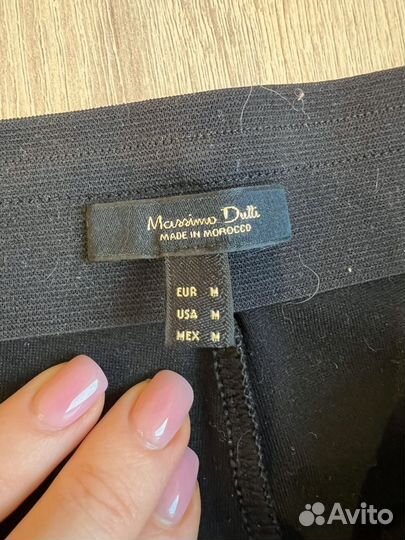 Massimo Dutti
MADE IN MOROCCO
EUR M
USA M
MEX M
Avito